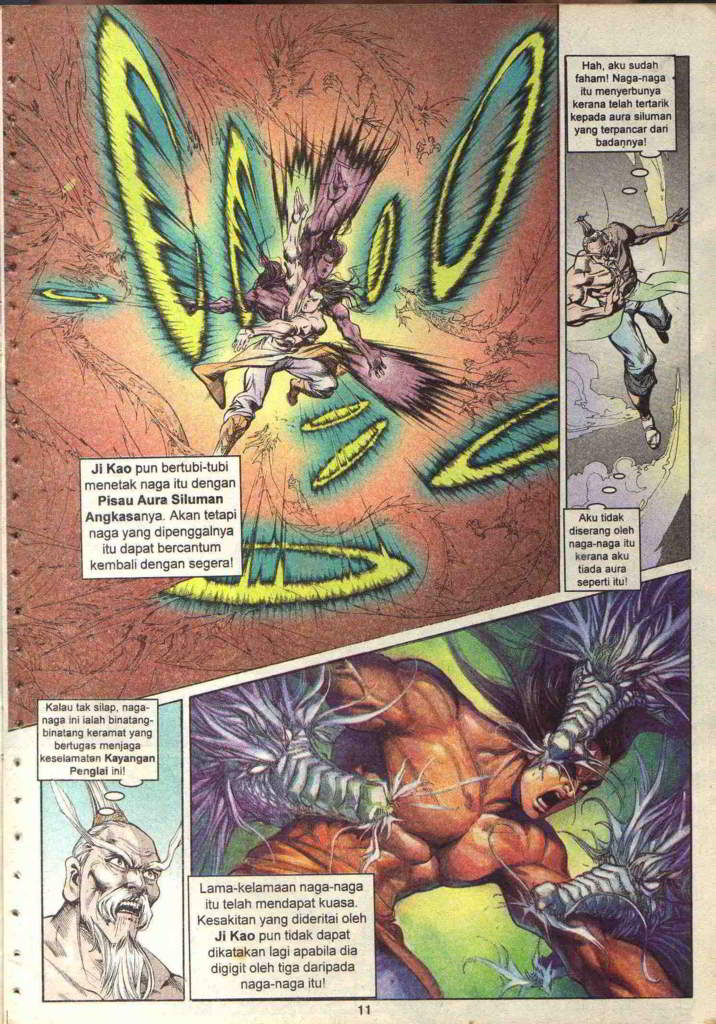 Hah, aku sudah
faham! Naga-naga
itu menyerbunya
kerana telah tertarik
kepada aura siluman
yang terpancar dari
badannya!
Ji Kao pun bertubi-tubi
menetak naga itu dengan
Pisau Aura Siluman
Angkasanya. Akan tetapi
naga yang dipenggalnya
itu dapat bercantum
kembali dengan segera!
Aku tidak
diserang oleh
naga-naga itu
kerana aku
tiada aura
seperti itu!
Kalau tak silap, naga-
naga ini ialah binatang-
binatang keramat yang
bertugas menjaga
keselamatan Kayangan
Penglai ini!
Lama-kelamaan naga-naga
itu telah mendapat kuasa.
Kesakitan yang dideritai oleh
Ji Kao pun tidak dapat
dikatakan lagi apabila dia
digigit oleh tiga daripada
naga-naga itu!
11